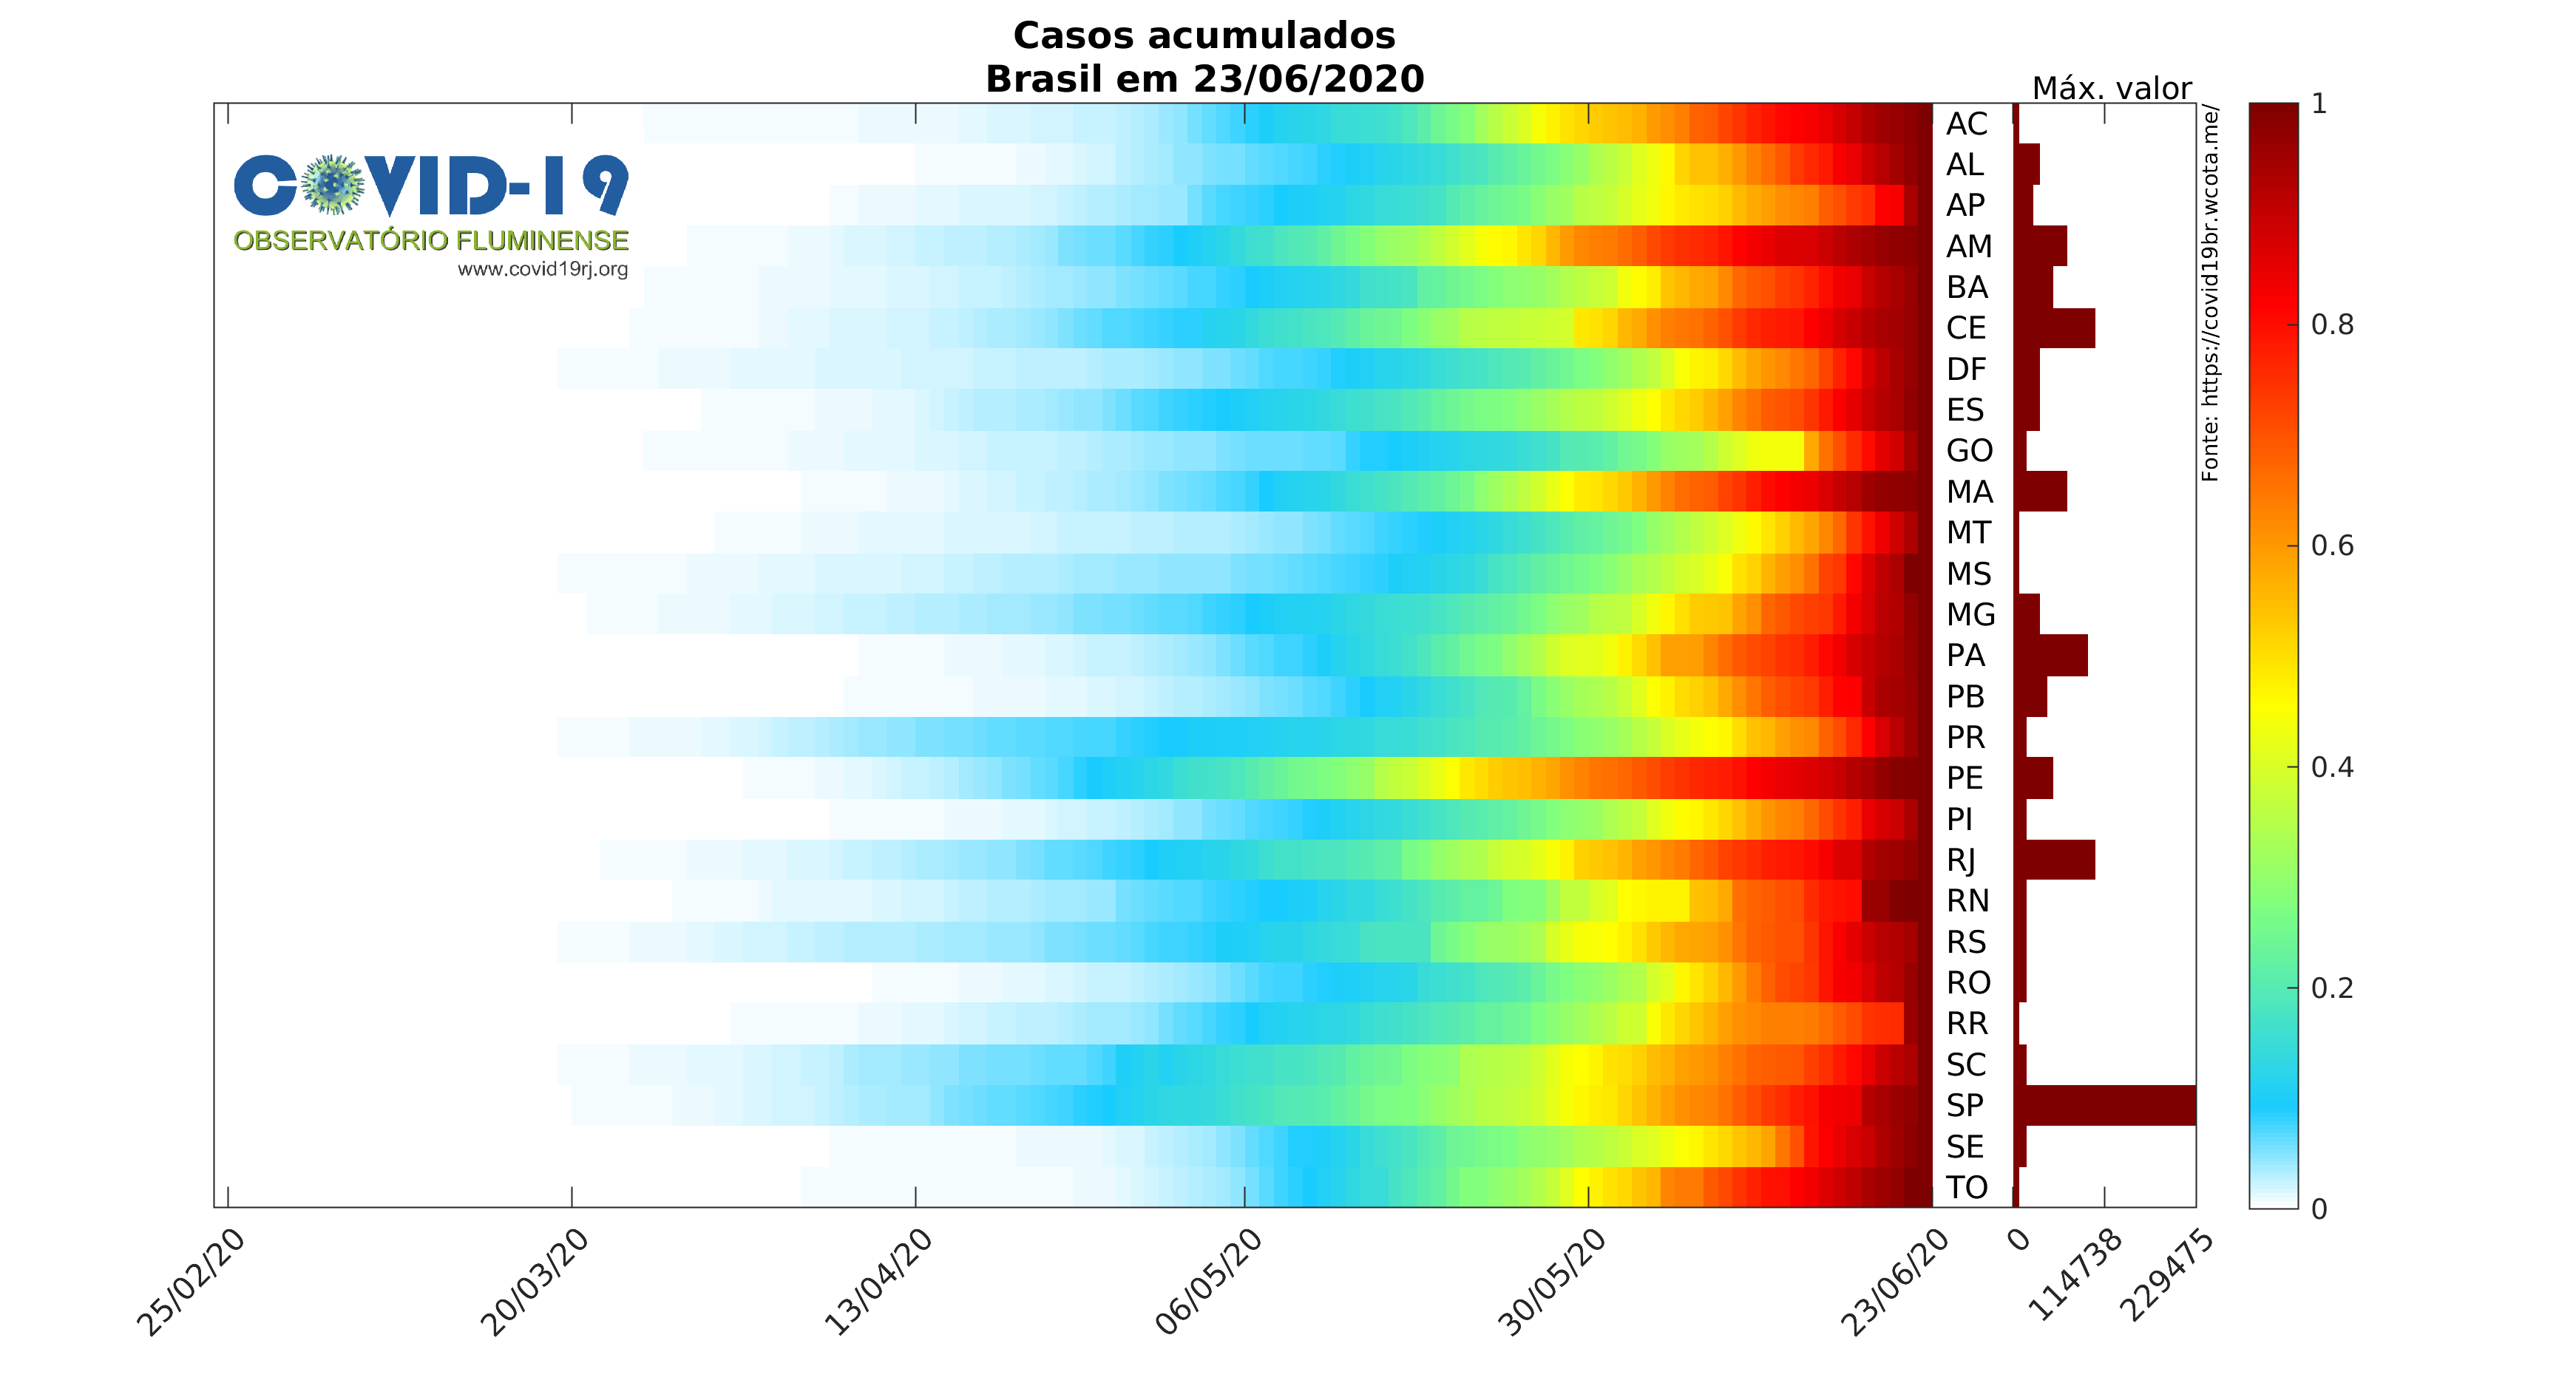 Casos acumulados
Brasil em 23/06/2020
Máx. valor
COVID-19
OBSERVATÓRIO FLUMINENSE
www.covid19rj.org
AC
AL
AP
AM
BA
CE
DF
ES
GO
MA
MT
MS
MG
PA
PB
PR
PE
PI
RJ
RN
RS
RO
RR
SC
SP
SE
TO
Fonte: https://covid19br.wcota.me/
1
0.8
0.6
0.4
0.2
0
25/02/20
20/03/20
13/04/20
06/05/20
30/05/20
23/06/20
0
114738
229475